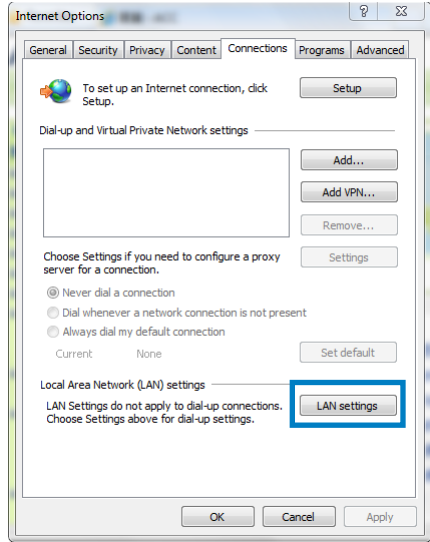 Internet Options
General Security Privacy Content Connections Programs Advanced
To set up an Internet connection, click
Setup.
Setup
Dial-up and Virtual Private Network settings
Add...
Add VPN...
Remove...
Choose Settings if you need to configure a proxy
server for a connection.
Settings
Never dial a connection
Dial whenever a network connection is not present
Always dial my default connection
Current None
Set default
Local Area Network (LAN) settings
LAN Settings do not apply to dial-up connections.
Choose Settings above for dial-up settings.
LAN settings
OK Cancel Apply